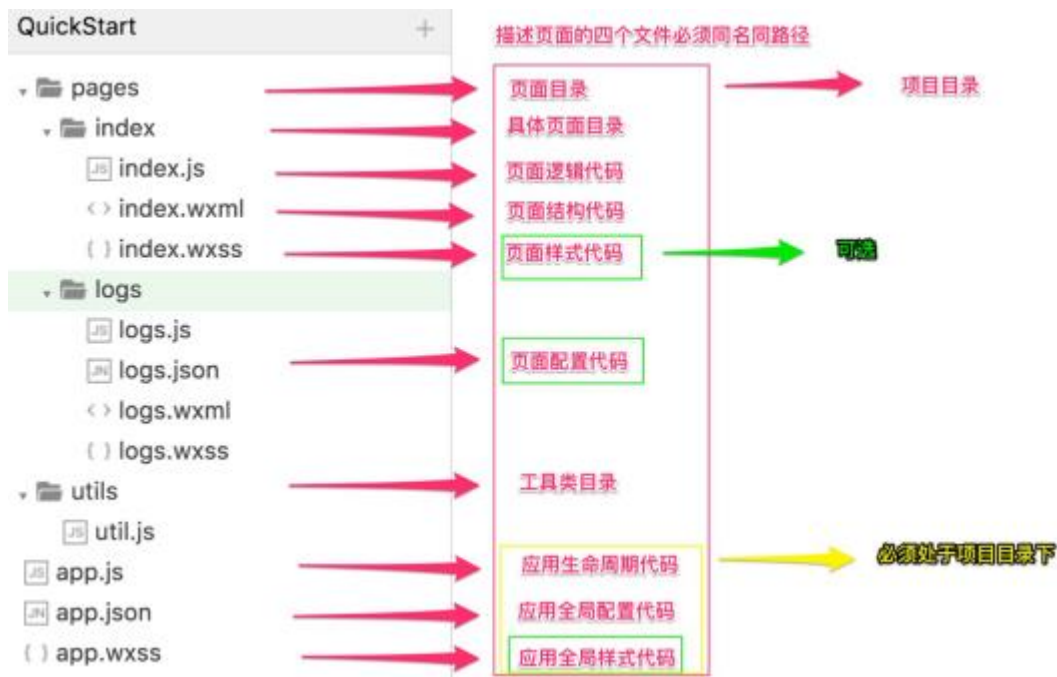 QuickStart
描述页面的四个文件必须同名同路径
pages 页面目录 项目目录
index 具体页面目录
index.js 页面逻辑代码
index.wxml 页面结构代码
index.wxss 页面样式代码 可选
logs
logs.js
logs.json 页面配置代码
logs.wxml
logs.wxss
utils 工具类目录
util.js
app.js 应用生命周期代码 必须处于项目目录下
app.json 应用全局配置代码
app.wxss 应用全局样式代码